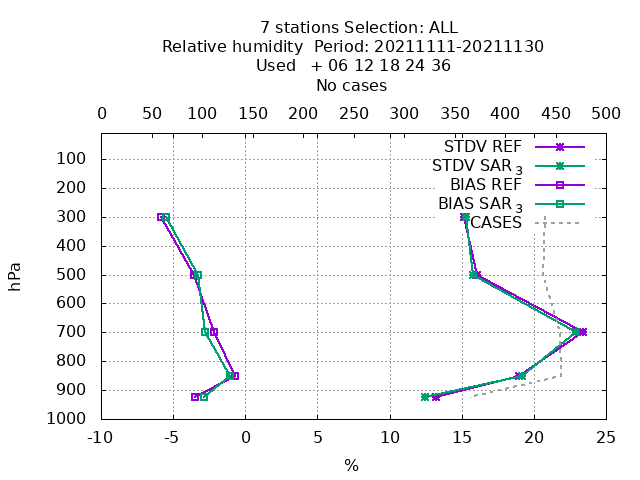 7 stations Selection: ALL
Relative humidity  Period: 20211111-20211130
Used   + 06 12 18 24 36
No cases
0 50 100 150 200 250 300 350 400 450 500
STDV REF
STDV SAR 3
BIAS REF
BIAS SAR 3
CASES
hPa
100
200
300
400
500
600
700
800
900
1000
-10 -5 0 5 10 15 20 25
%